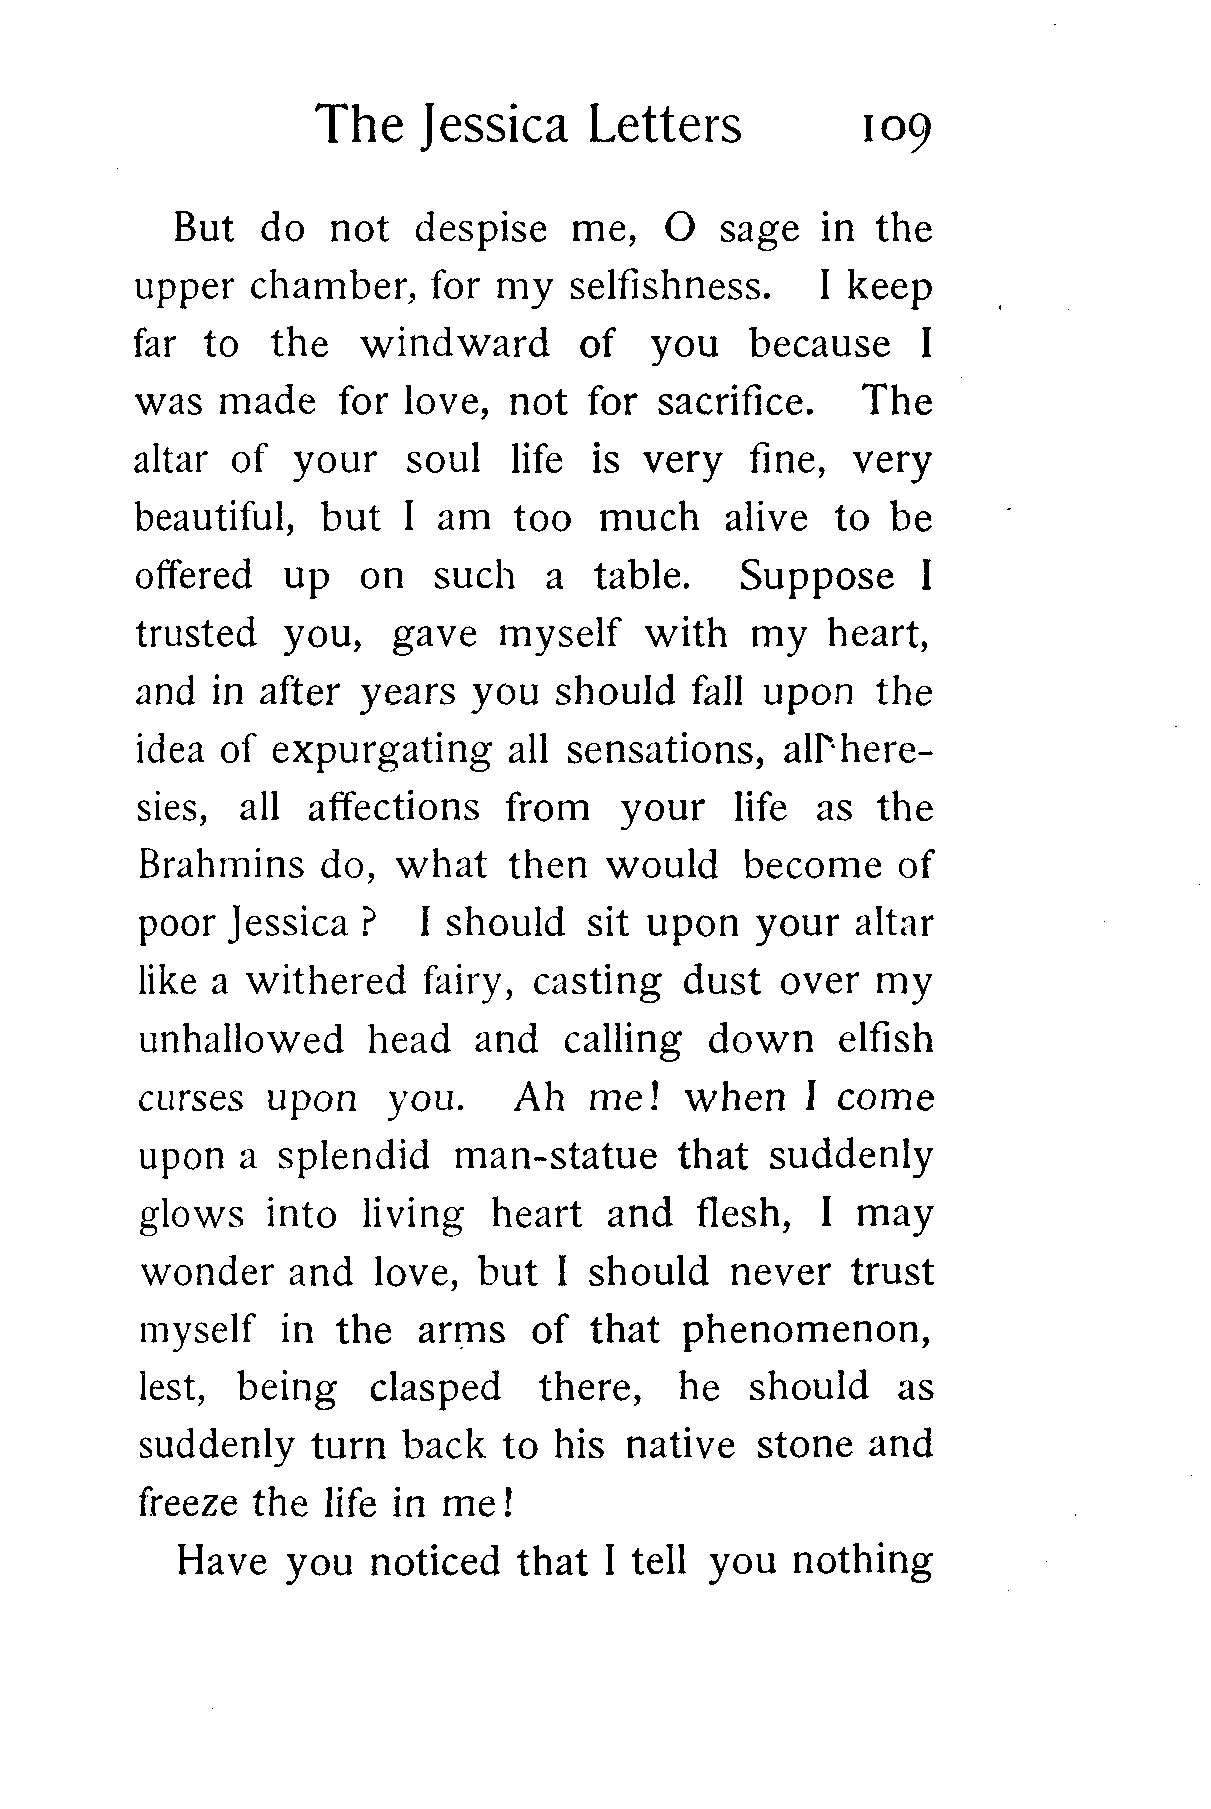 The Jessica Letters 109
But do not despise me, O sage in the
upper chamber, for my selfishness. I keep
far to the windward of you because I
was made for love, not for sacrifice. The
altar of your soul life is very fine, very
beautiful, but I am too much alive to be
offered up on such a table. Suppose I
trusted you, gave myself with my heart,
and in after years you should fall upon the
idea of expurgating all sensations, all here-
sies, all affections from your life as the
Brahmins do, what then would become of
poor Jessica ? I should sit upon your altar
like a withered fairy, casting dust over my
unhallowed head and calling down elfish
curses upon you. Ah me! when I come
upon a splendid man-statue that suddenly
glows into living heart and flesh, I may
wonder and love, but I should never trust
myself in the arms of that phenomenon,
lest, being clasped there, he should as
suddenly turn back to his native stone and
freeze the life in me!
Have you noticed that I tell you nothing